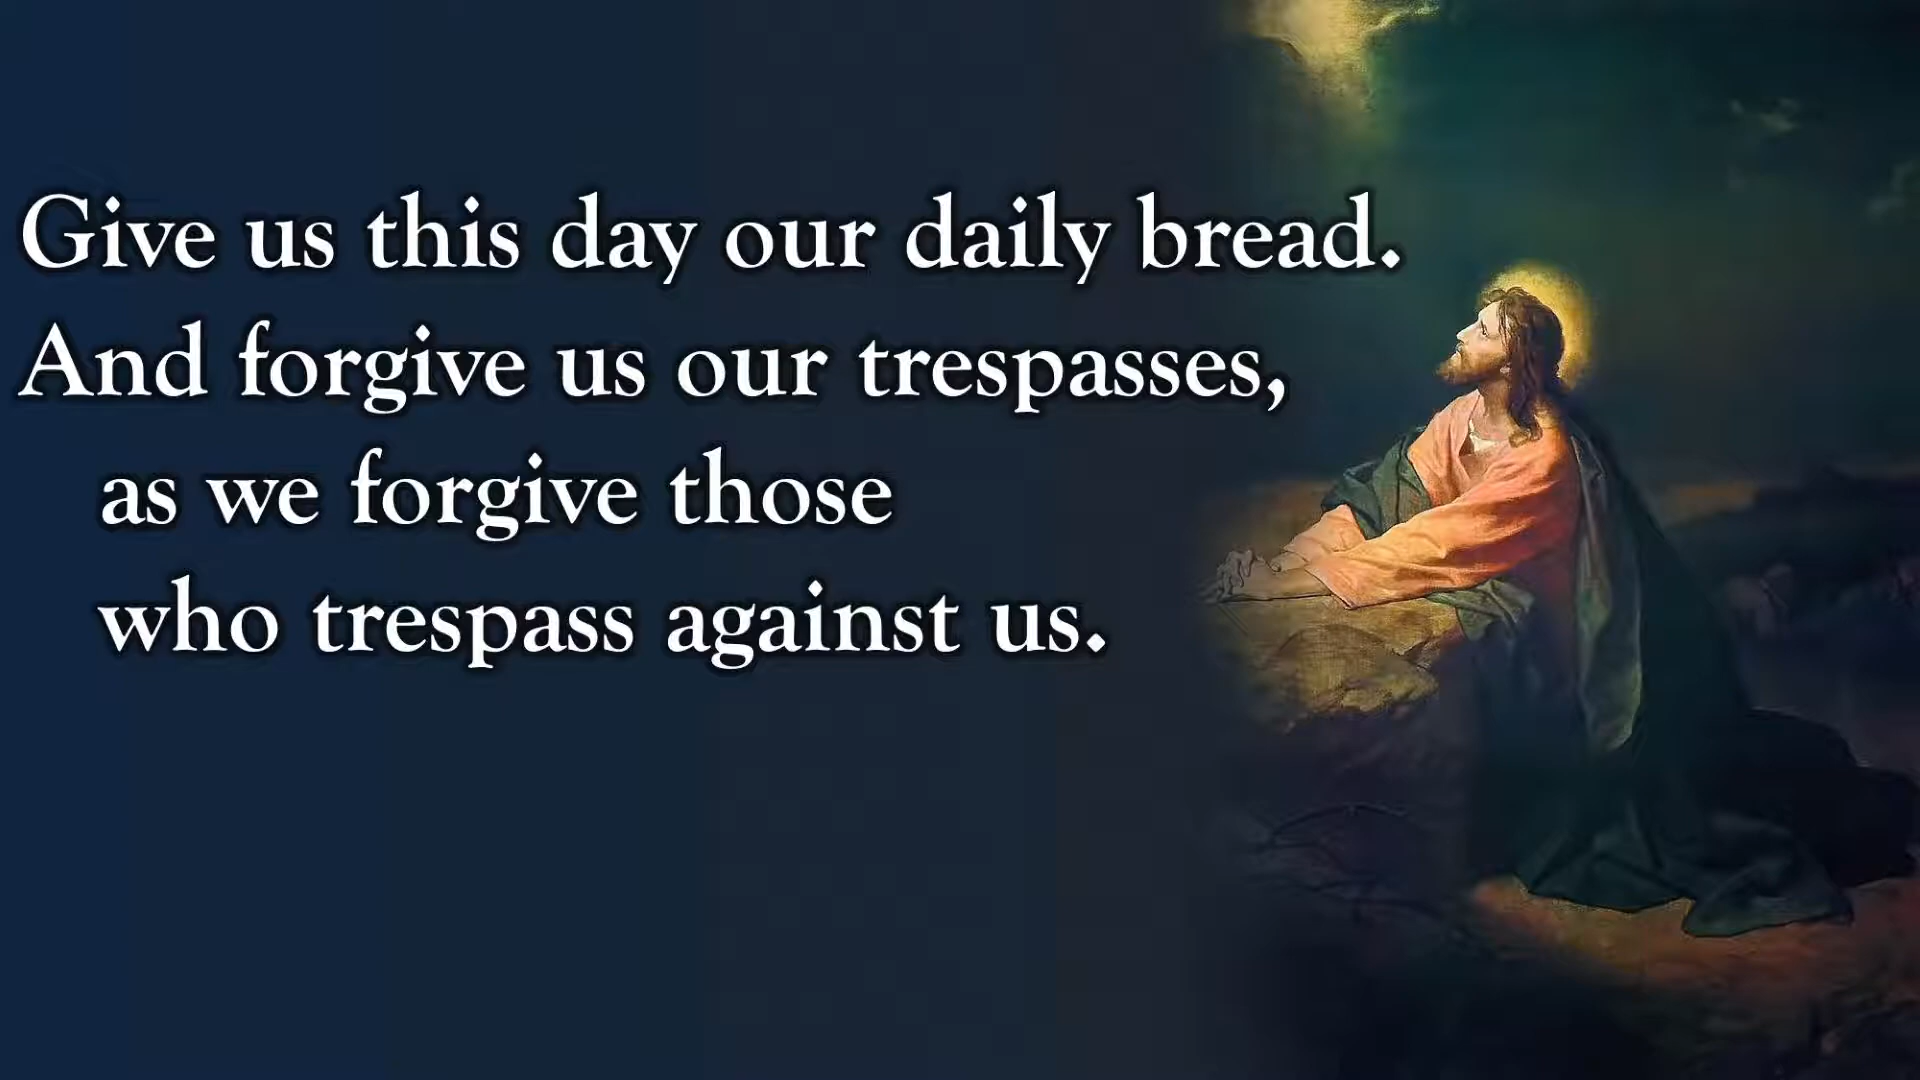 Give us this day our daily bread.
And forgive us our trespasses,
as we forgive those
who trespass against us.